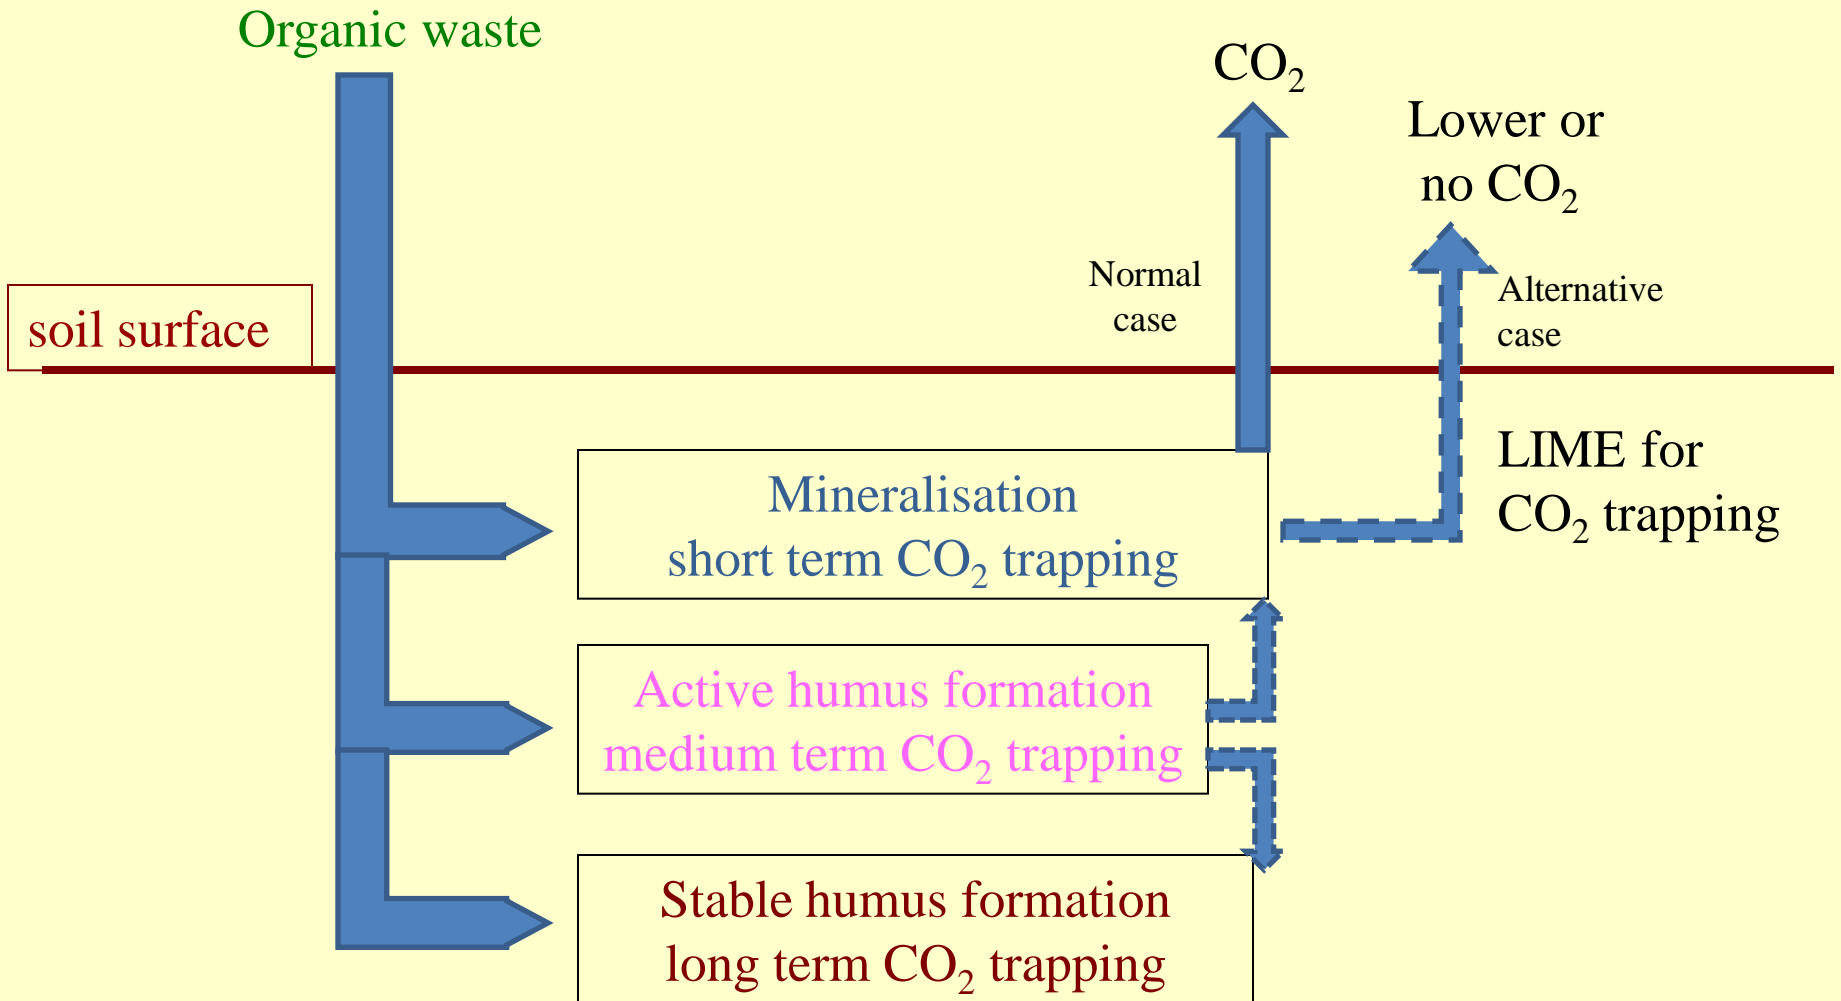 Organic waste
CO₂
Lower or
no CO₂
Normal
case
Alternative
case
soil surface
LIME for
CO₂ trapping
Mineralisation
short term CO₂ trapping
Active humus formation
medium term CO₂ trapping
Stable humus formation
long term CO₂ trapping